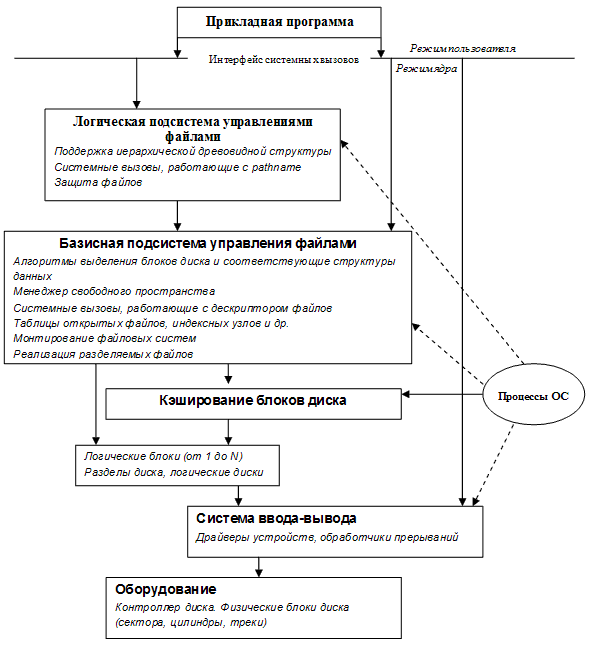 Прикладная программа
Режим пользователя
Интерфейс системных вызовов
Режим ядра
Логическая подсистема управлениями
файлами
Поддержка иерархической древовидной структуры
Системные вызовы, работающие с pathname
Защита файлов
Базисная подсистема управления файлами
Алгоритмы выделения блоков диска и соответствующие структуры
данных
Менеджер свободного пространства
Системные вызовы, работающие с дескриптором файлов
Таблицы открытых файлов, индексных узлов и др.
Монтирование файловых систем
Реализация разделяемых файлов
Кэширование блоков диска
Процессы ОС
Логические блоки (от 1 до N)
Разделы диска, логические диски
Система ввода-вывода
Драйверы устройств, обработчики прерываний
Оборудование
Контроллер диска. Физические блоки диска
(сектора, цилиндры, треки)